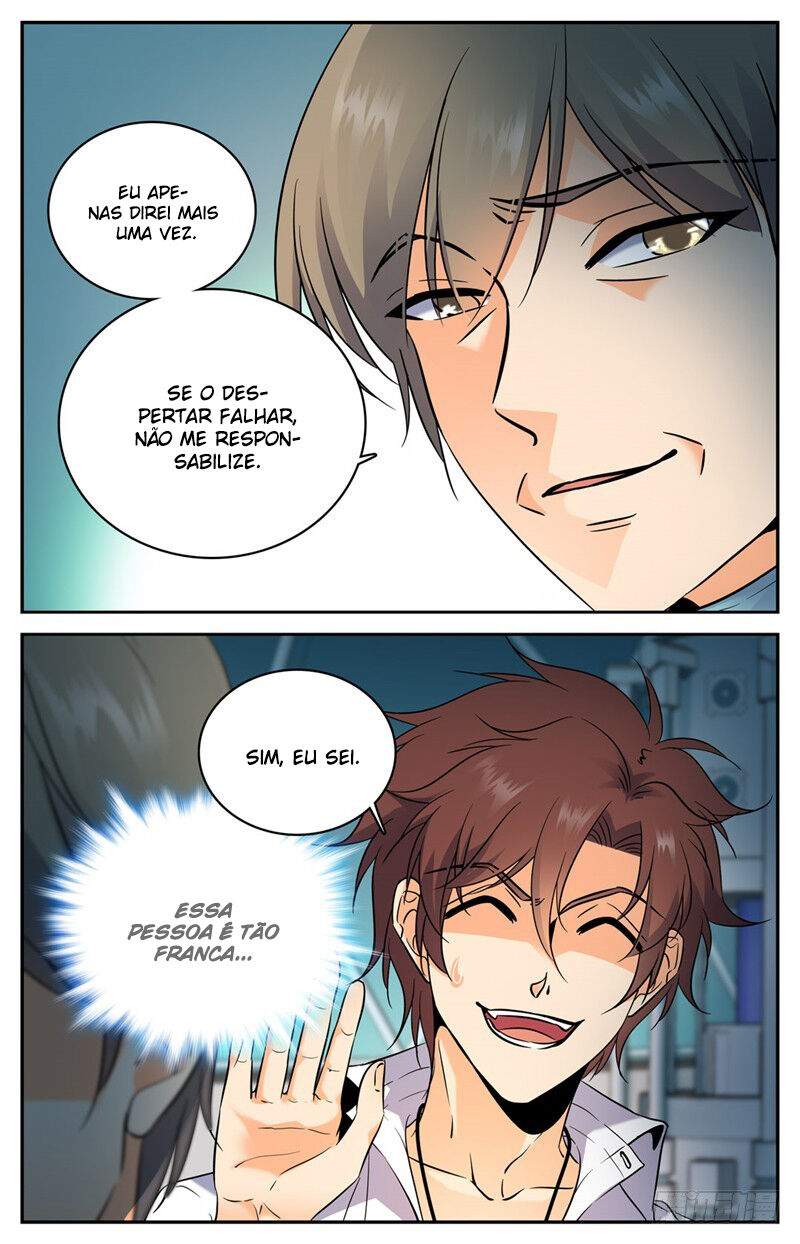 EU APE-
NAS DIREI MAIS
UMA VEZ.
SE O DES-
PERTAR FALHAR,
NÃO ME RESPON-
SABILIZE.
SIM, EU SEI.
ESSA
PESSOA É TÃO
FRANCA...